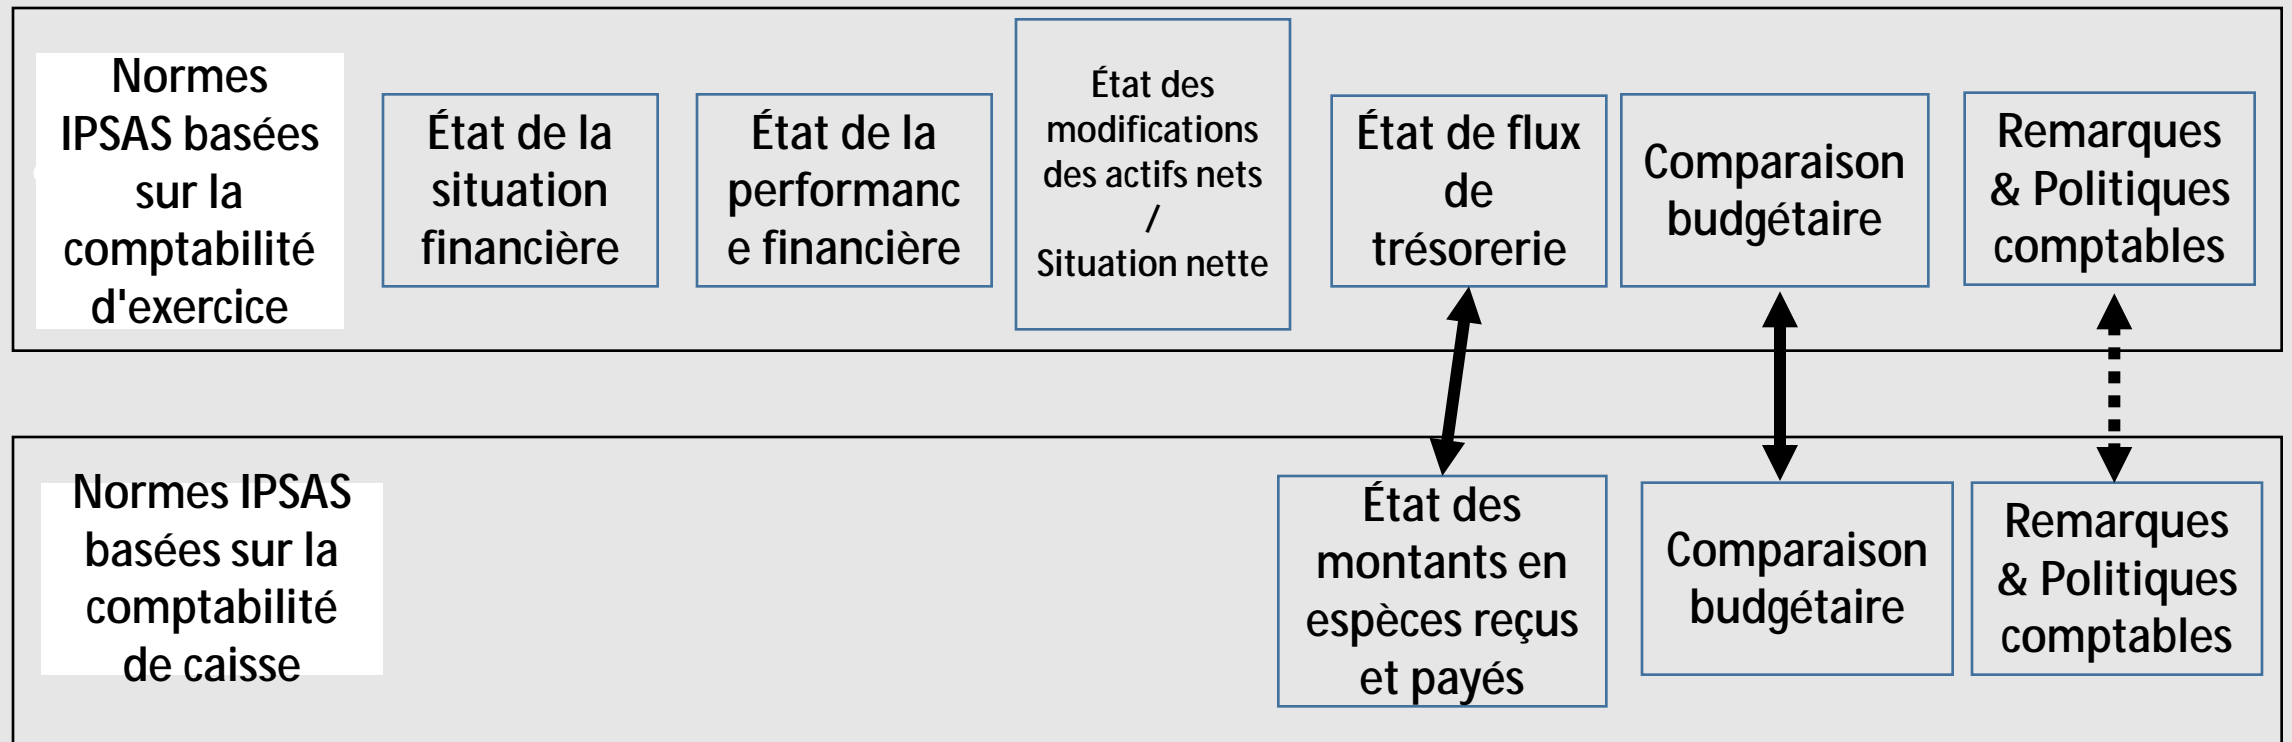 Normes
IPSAS basées
sur la
comptabilité
d'exercice
État de la
situation
financière
État de la
performanc
e financière
État des
modifications
des actifs nets
/
Situation nette
État de flux
de
trésorerie
Comparaison
budgétaire
Remarques
& Politiques
comptables
Normes IPSAS
basées sur la
comptabilité
de caisse
État des
montants en
espèces reçus
et payés
Comparaison
budgétaire
Remarques
& Politiques
comptables